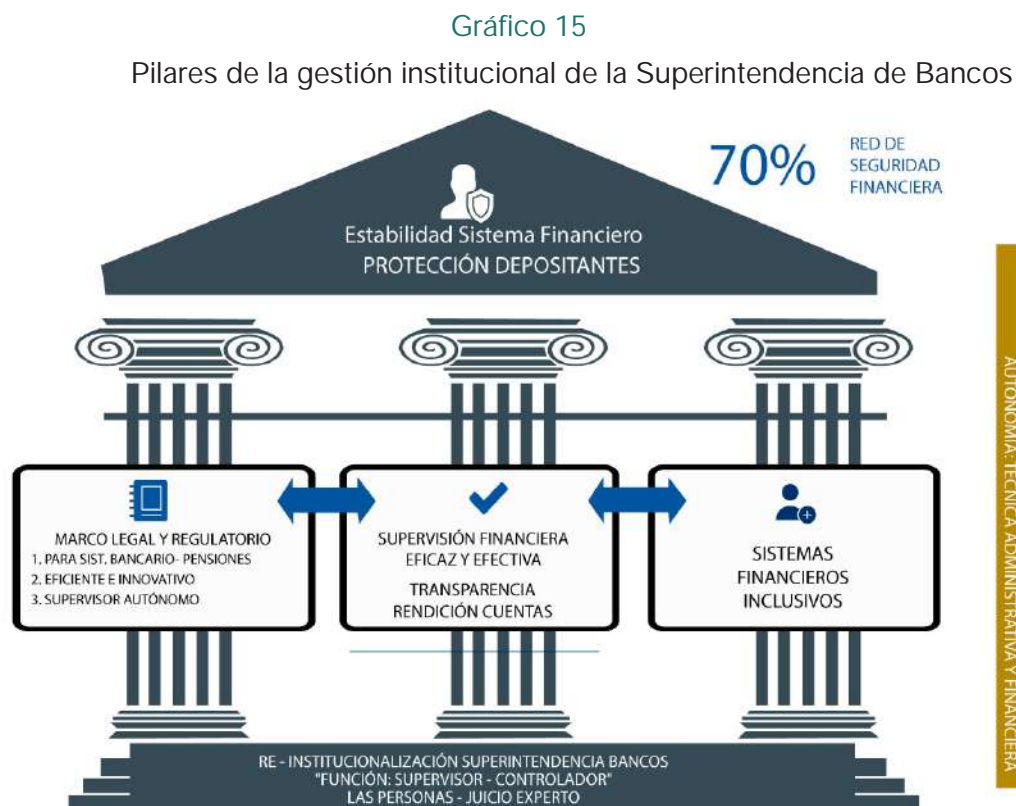 Gráfico 15
Pilares de la gestión institucional de la Superintendencia de Bancos
70%
RED DE
SEGURIDAD
FINANCIERA
Estabilidad Sistema Financiero
PROTECCIÓN DEPOSITANTES
MARCO LEGAL Y REGULATORIO
1. PARA SIST. BANCARIO- PENSIONES
2. EFICIENTE E INNOVATIVO
3. SUPERVISOR AUTÓNOMO
SUPERVISIÓN FINANCIERA
EFICAZ Y EFECTIVA
TRANSPARENCIA
RENDICIÓN CUENTAS
SISTEMAS
FINANCIEROS
INCLUSIVOS
AUTONOMÍA: TÉCNICA ADMINISTRATIVA Y FINANCIERA
RE - INSTITUCIONALIZACIÓN SUPERINTENDENCIA BANCOS
"FUNCIÓN: SUPERVISOR - CONTROLADOR"
LAS PERSONAS - JUICIO EXPERTO